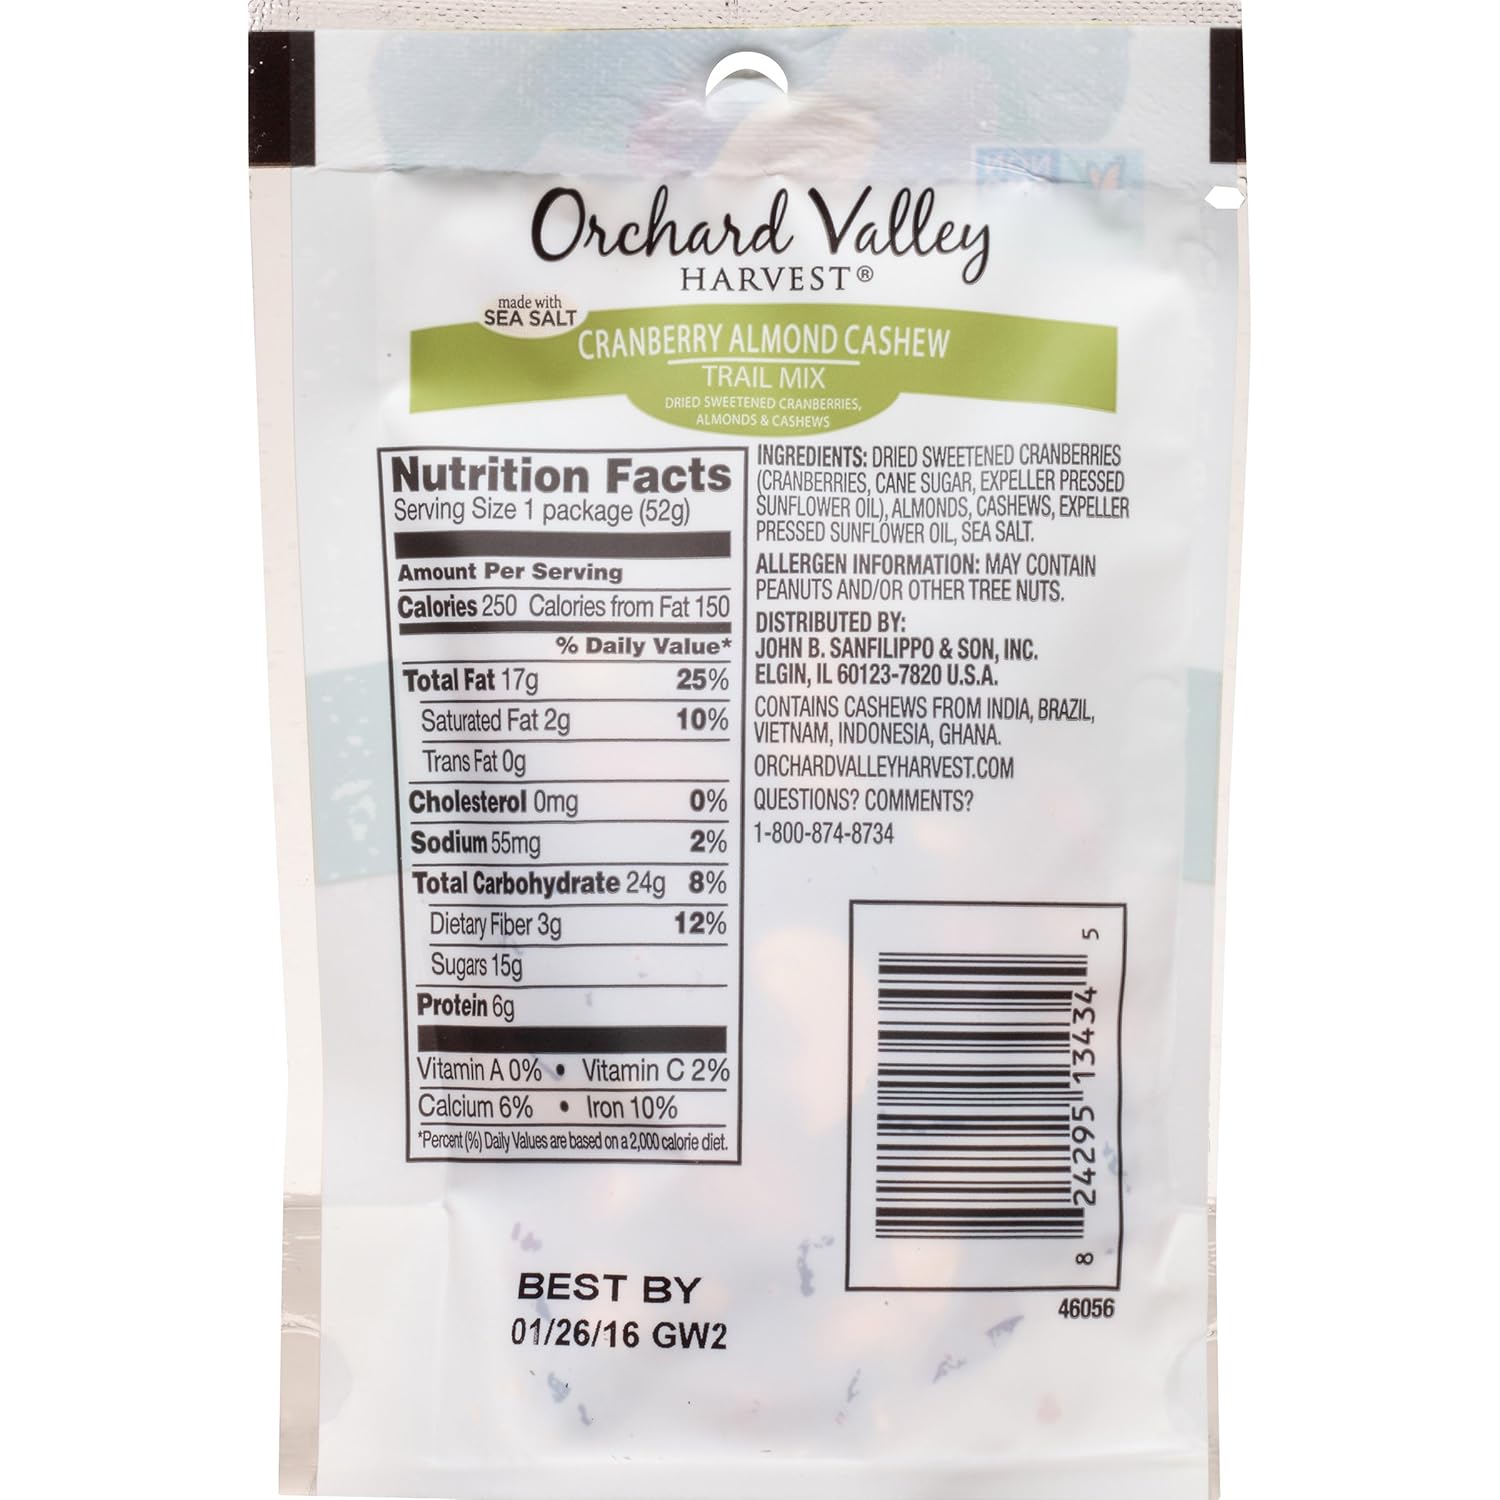 Orchard Valley
HARVEST®
made with
SEA SALT
CRANBERRY ALMOND CASHEW
TRAIL MIX
DRIED SWEETENED CRANBERRIES,
ALMONDS & CASHEWS
Nutrition Facts
Serving Size 1 package (52g)
Amount Per Serving
Calories 250 Calories from Fat 150
% Daily Value*
Total Fat 17g 25%
Saturated Fat 2g 10%
Trans Fat 0g
Cholesterol 0mg 0%
Sodium 55mg 2%
Total Carbohydrate 24g 8%
Dietary Fiber 3g 12%
Sugars 15g
Protein 6g
Vitamin A 0% • Vitamin C 2%
Calcium 6% • Iron 10%
*Percent (%) Daily Values are based on a 2,000 calorie diet.
INGREDIENTS: DRIED SWEETENED CRANBERRIES
(CRANBERRIES, CANE SUGAR, EXPELLER PRESSED
SUNFLOWER OIL), ALMONDS, CASHEWS, EXPELLER
PRESSED SUNFLOWER OIL, SEA SALT.
ALLERGEN INFORMATION: MAY CONTAIN
PEANUTS AND/OR OTHER TREE NUTS.
DISTRIBUTED BY:
JOHN B. SANFILIPPO & SON, INC.
ELGIN, IL 60123-7820 U.S.A.
CONTAINS CASHEWS FROM INDIA, BRAZIL,
VIETNAM, INDONESIA, GHANA.
ORCHARDVALLEYHARVEST.COM
QUESTIONS? COMMENTS?
1-800-874-8734
8 24295 13434 5
46056
BEST BY
01/26/16 GW2